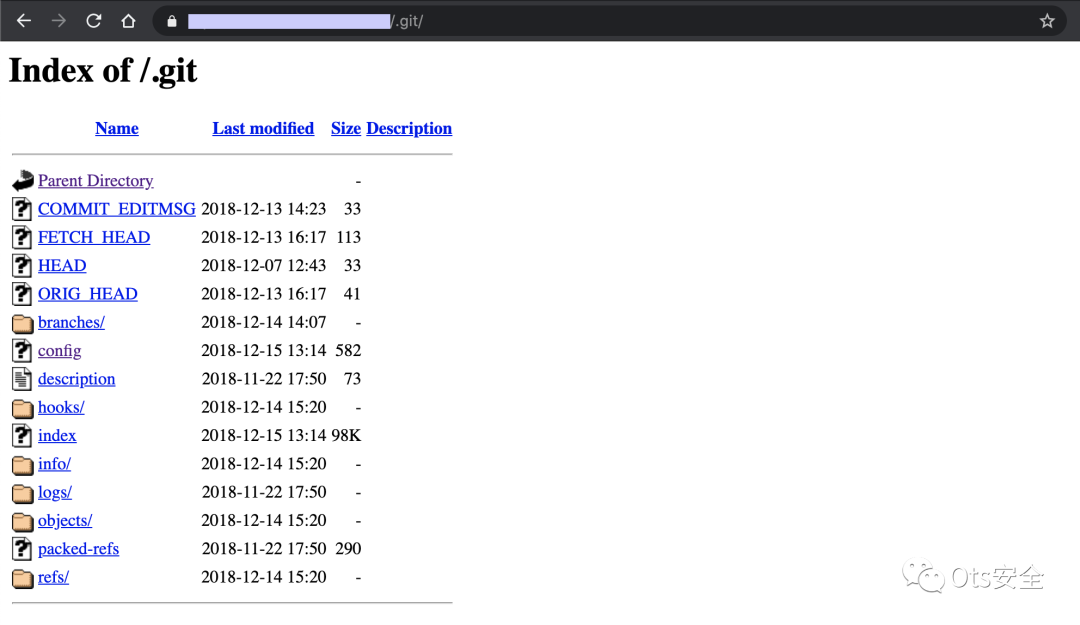 /.git/
Index of /.git
Name Last modified Size Description
Parent Directory -
COMMIT_EDITMSG 2018-12-13 14:23 33
FETCH_HEAD 2018-12-13 16:17 113
HEAD 2018-12-07 12:43 33
ORIG_HEAD 2018-12-13 16:17 41
branches/ 2018-12-14 14:07 -
config 2018-12-15 13:14 582
description 2018-11-22 17:50 73
hooks/ 2018-12-14 15:20 -
index 2018-12-15 13:14 98K
info/ 2018-12-14 15:20 -
logs/ 2018-11-22 17:50 -
objects/ 2018-12-14 15:20 -
packed-refs 2018-11-22 17:50 290
refs/ 2018-12-14 15:20 -
Ots安全